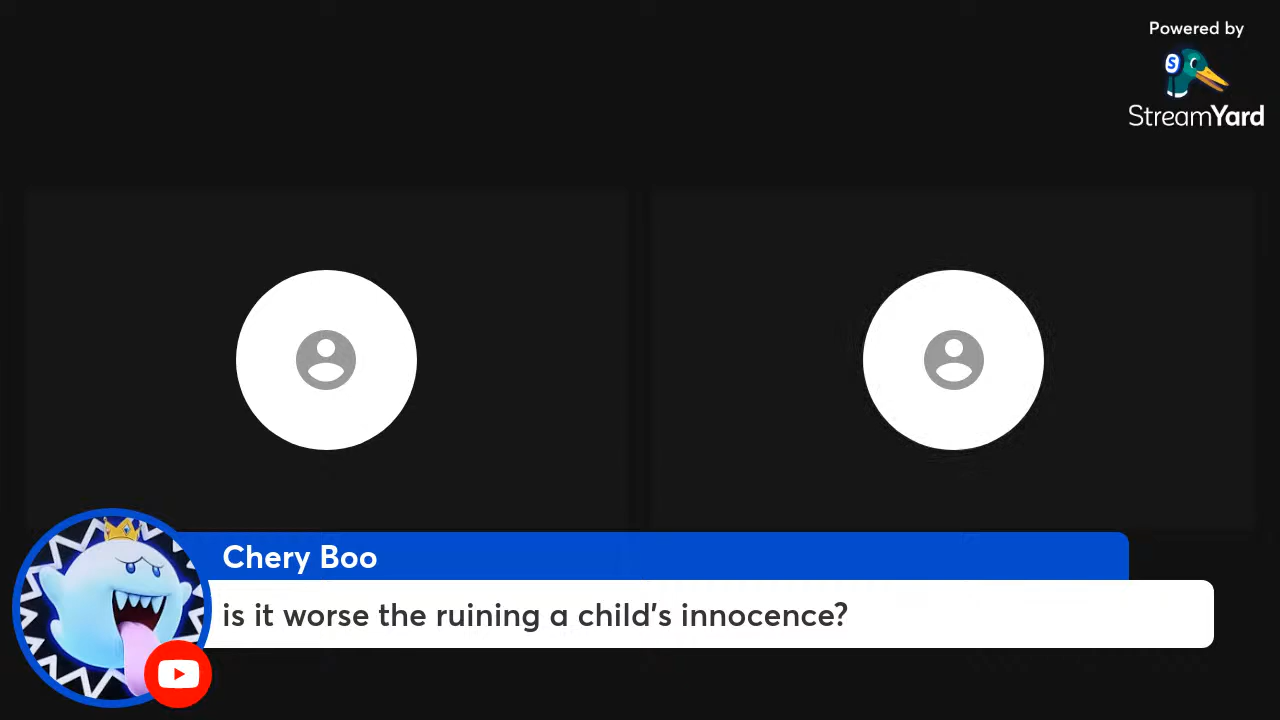 Powered by
S
StreamYard
Chery Boo
is it worse the ruining a child's innocence?